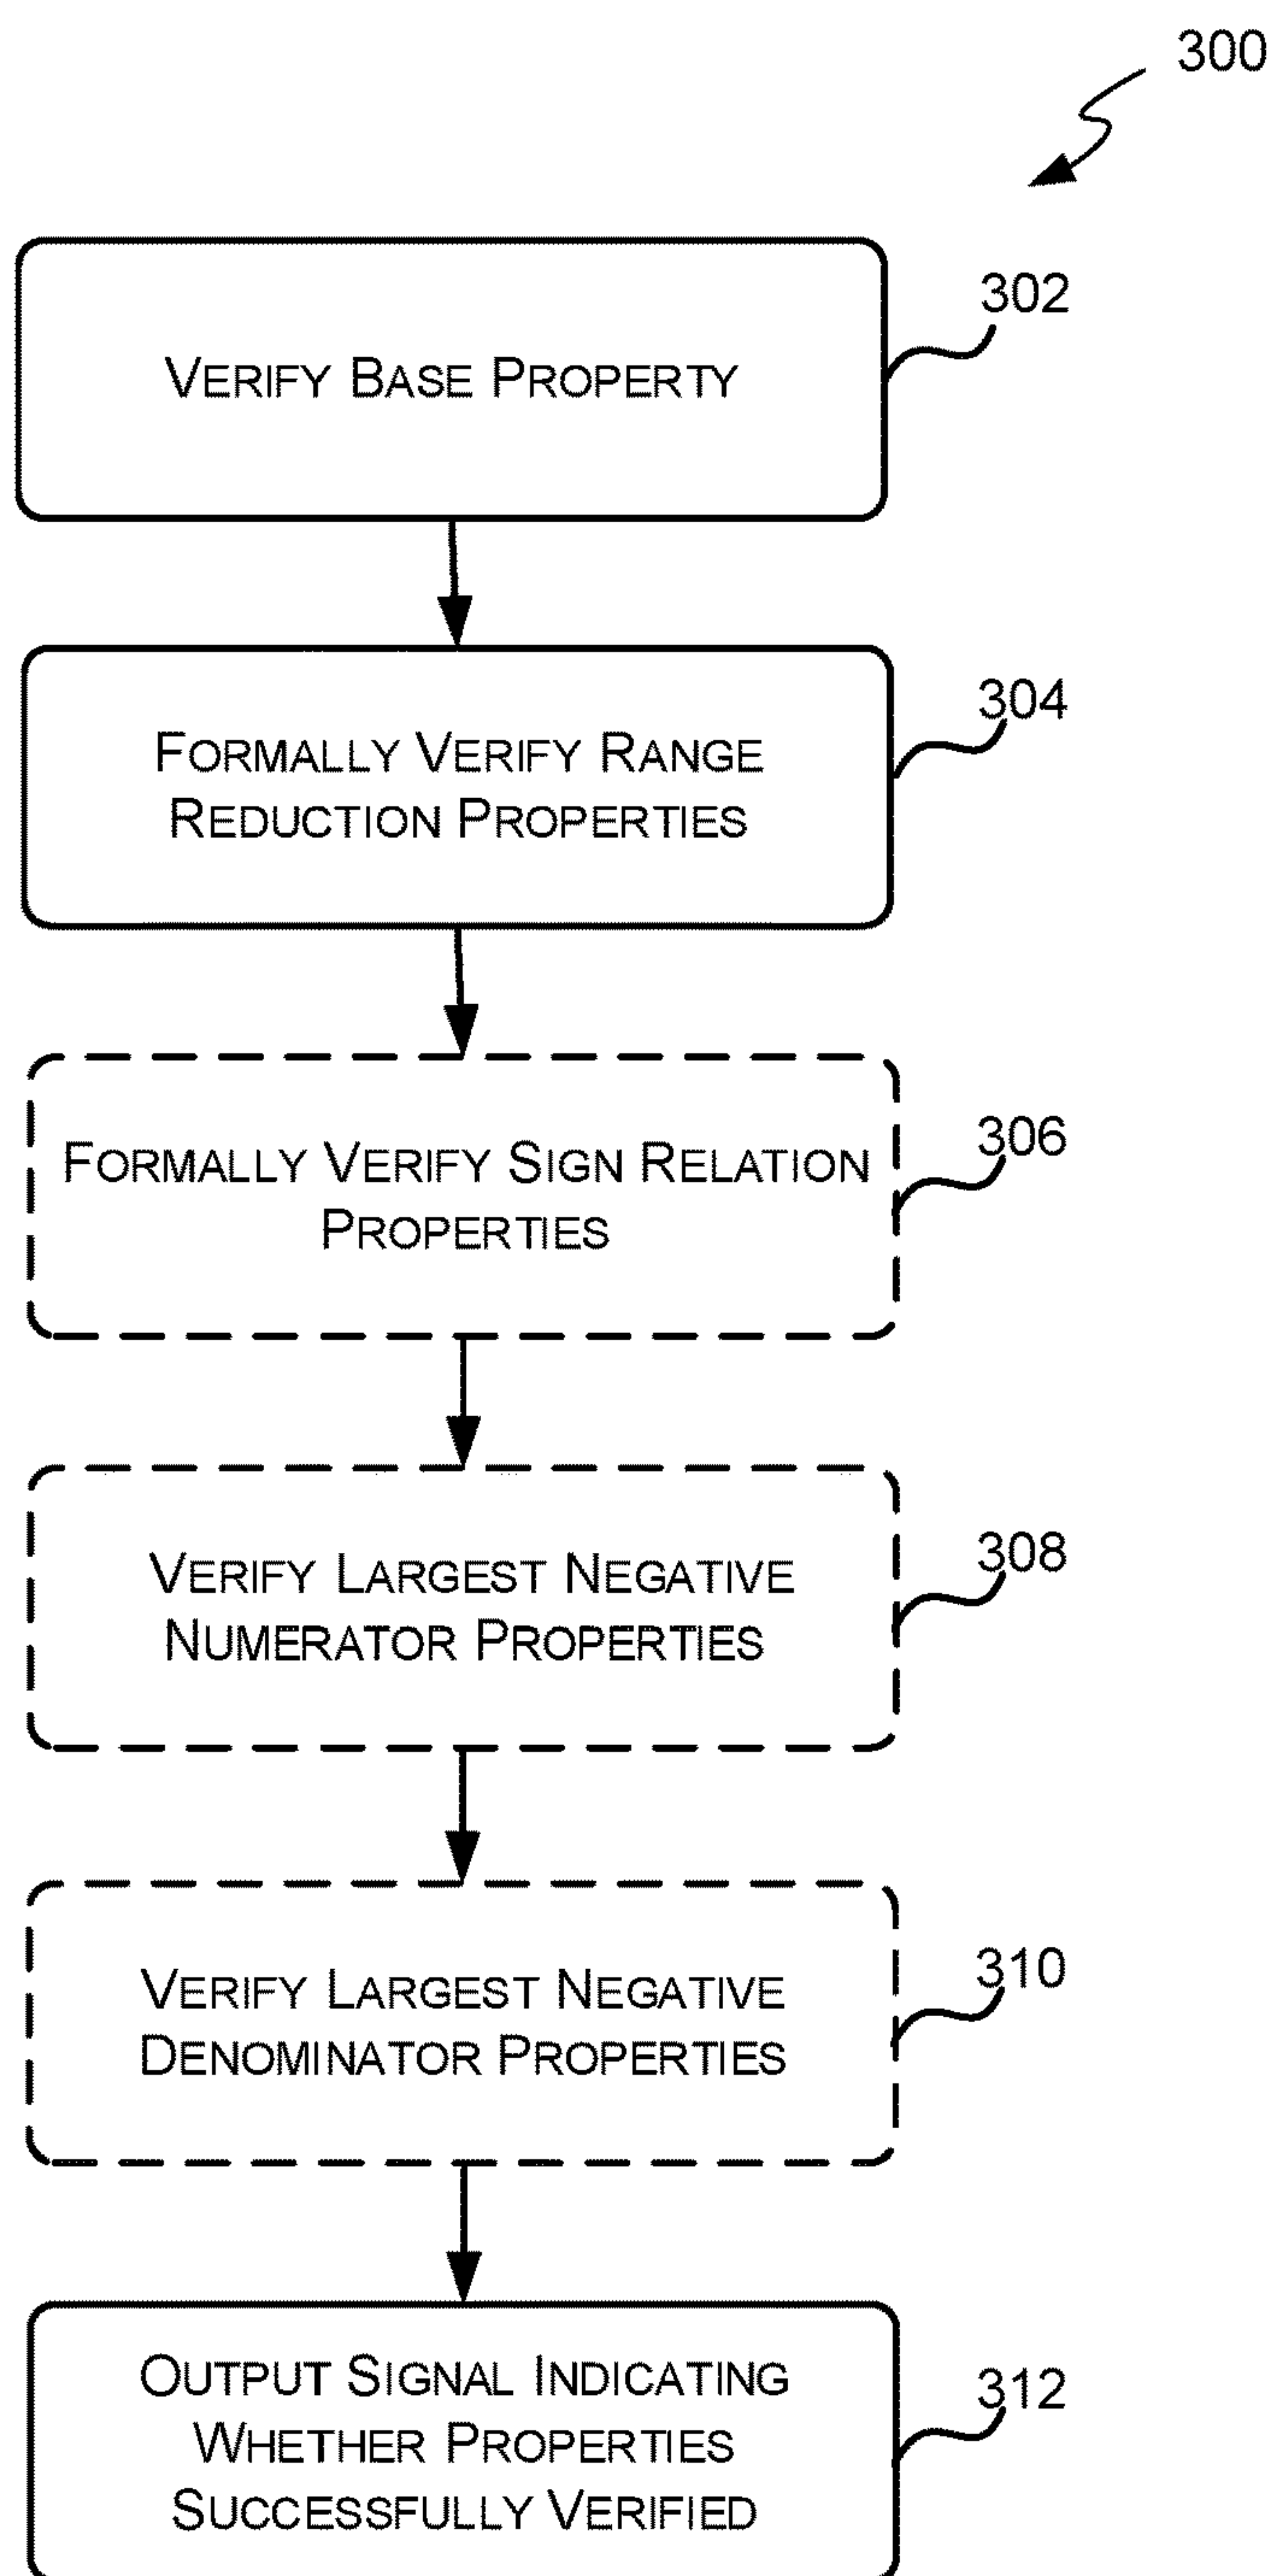 300
VERIFY BASE PROPERTY
302
FORMALLY VERIFY RANGE
REDUCTION PROPERTIES
304
FORMALLY VERIFY SIGN RELATION
PROPERTIES
306
VERIFY LARGEST NEGATIVE
NUMERATOR PROPERTIES
308
VERIFY LARGEST NEGATIVE
DENOMINATOR PROPERTIES
310
OUTPUT SIGNAL INDICATING
WHETHER PROPERTIES
SUCCESSFULLY VERIFIED
312